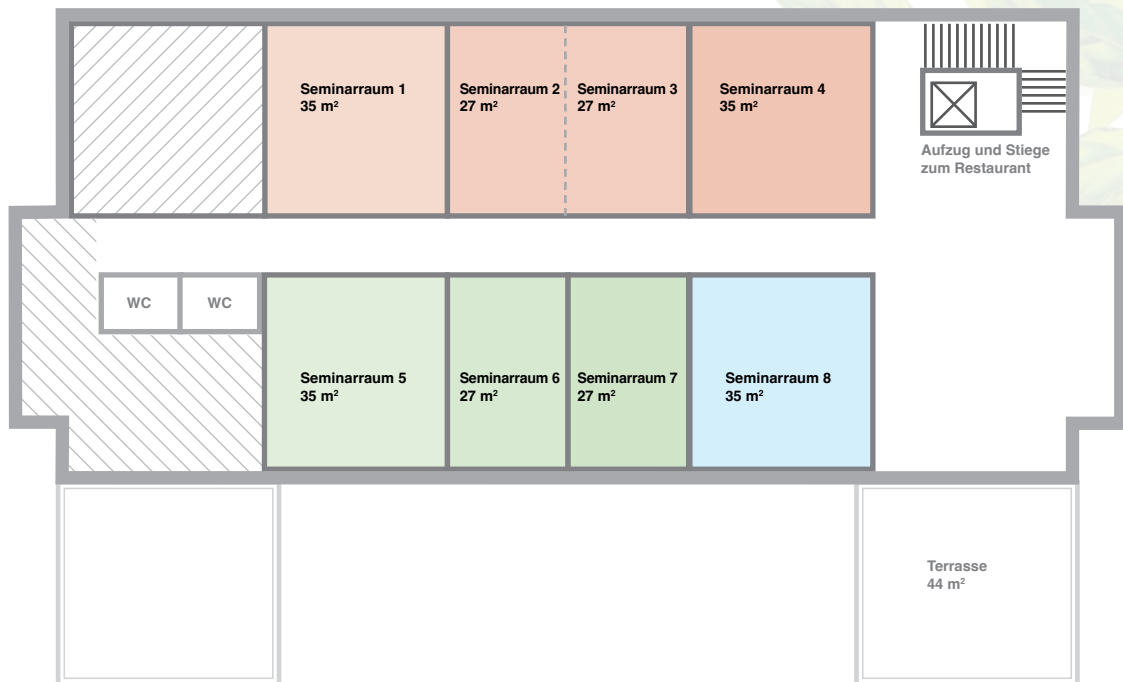 Seminarraum 1
35 m²
Seminarraum 2
27 m²
Seminarraum 3
27 m²
Seminarraum 4
35 m²
Aufzug und Stiege
zum Restaurant
WC
WC
Seminarraum 5
35 m²
Seminarraum 6
27 m²
Seminarraum 7
27 m²
Seminarraum 8
35 m²
Terrasse
44 m²